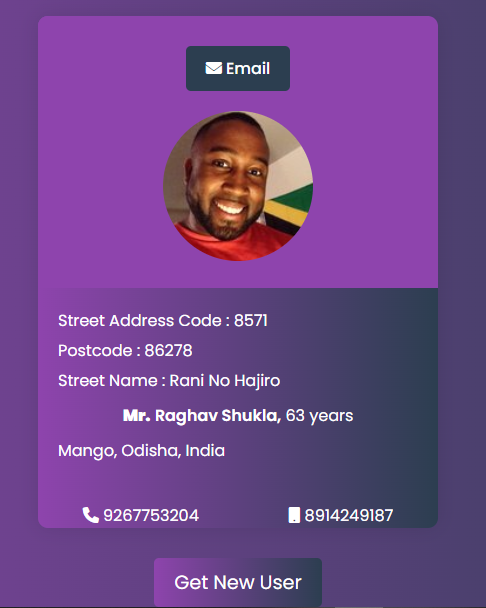 Email
Street Address Code : 8571
Postcode : 86278
Street Name : Rani No Hajiro
Mr. Raghav Shukla, 63 years
Mango, Odisha, India
9267753204 8914249187
Get New User